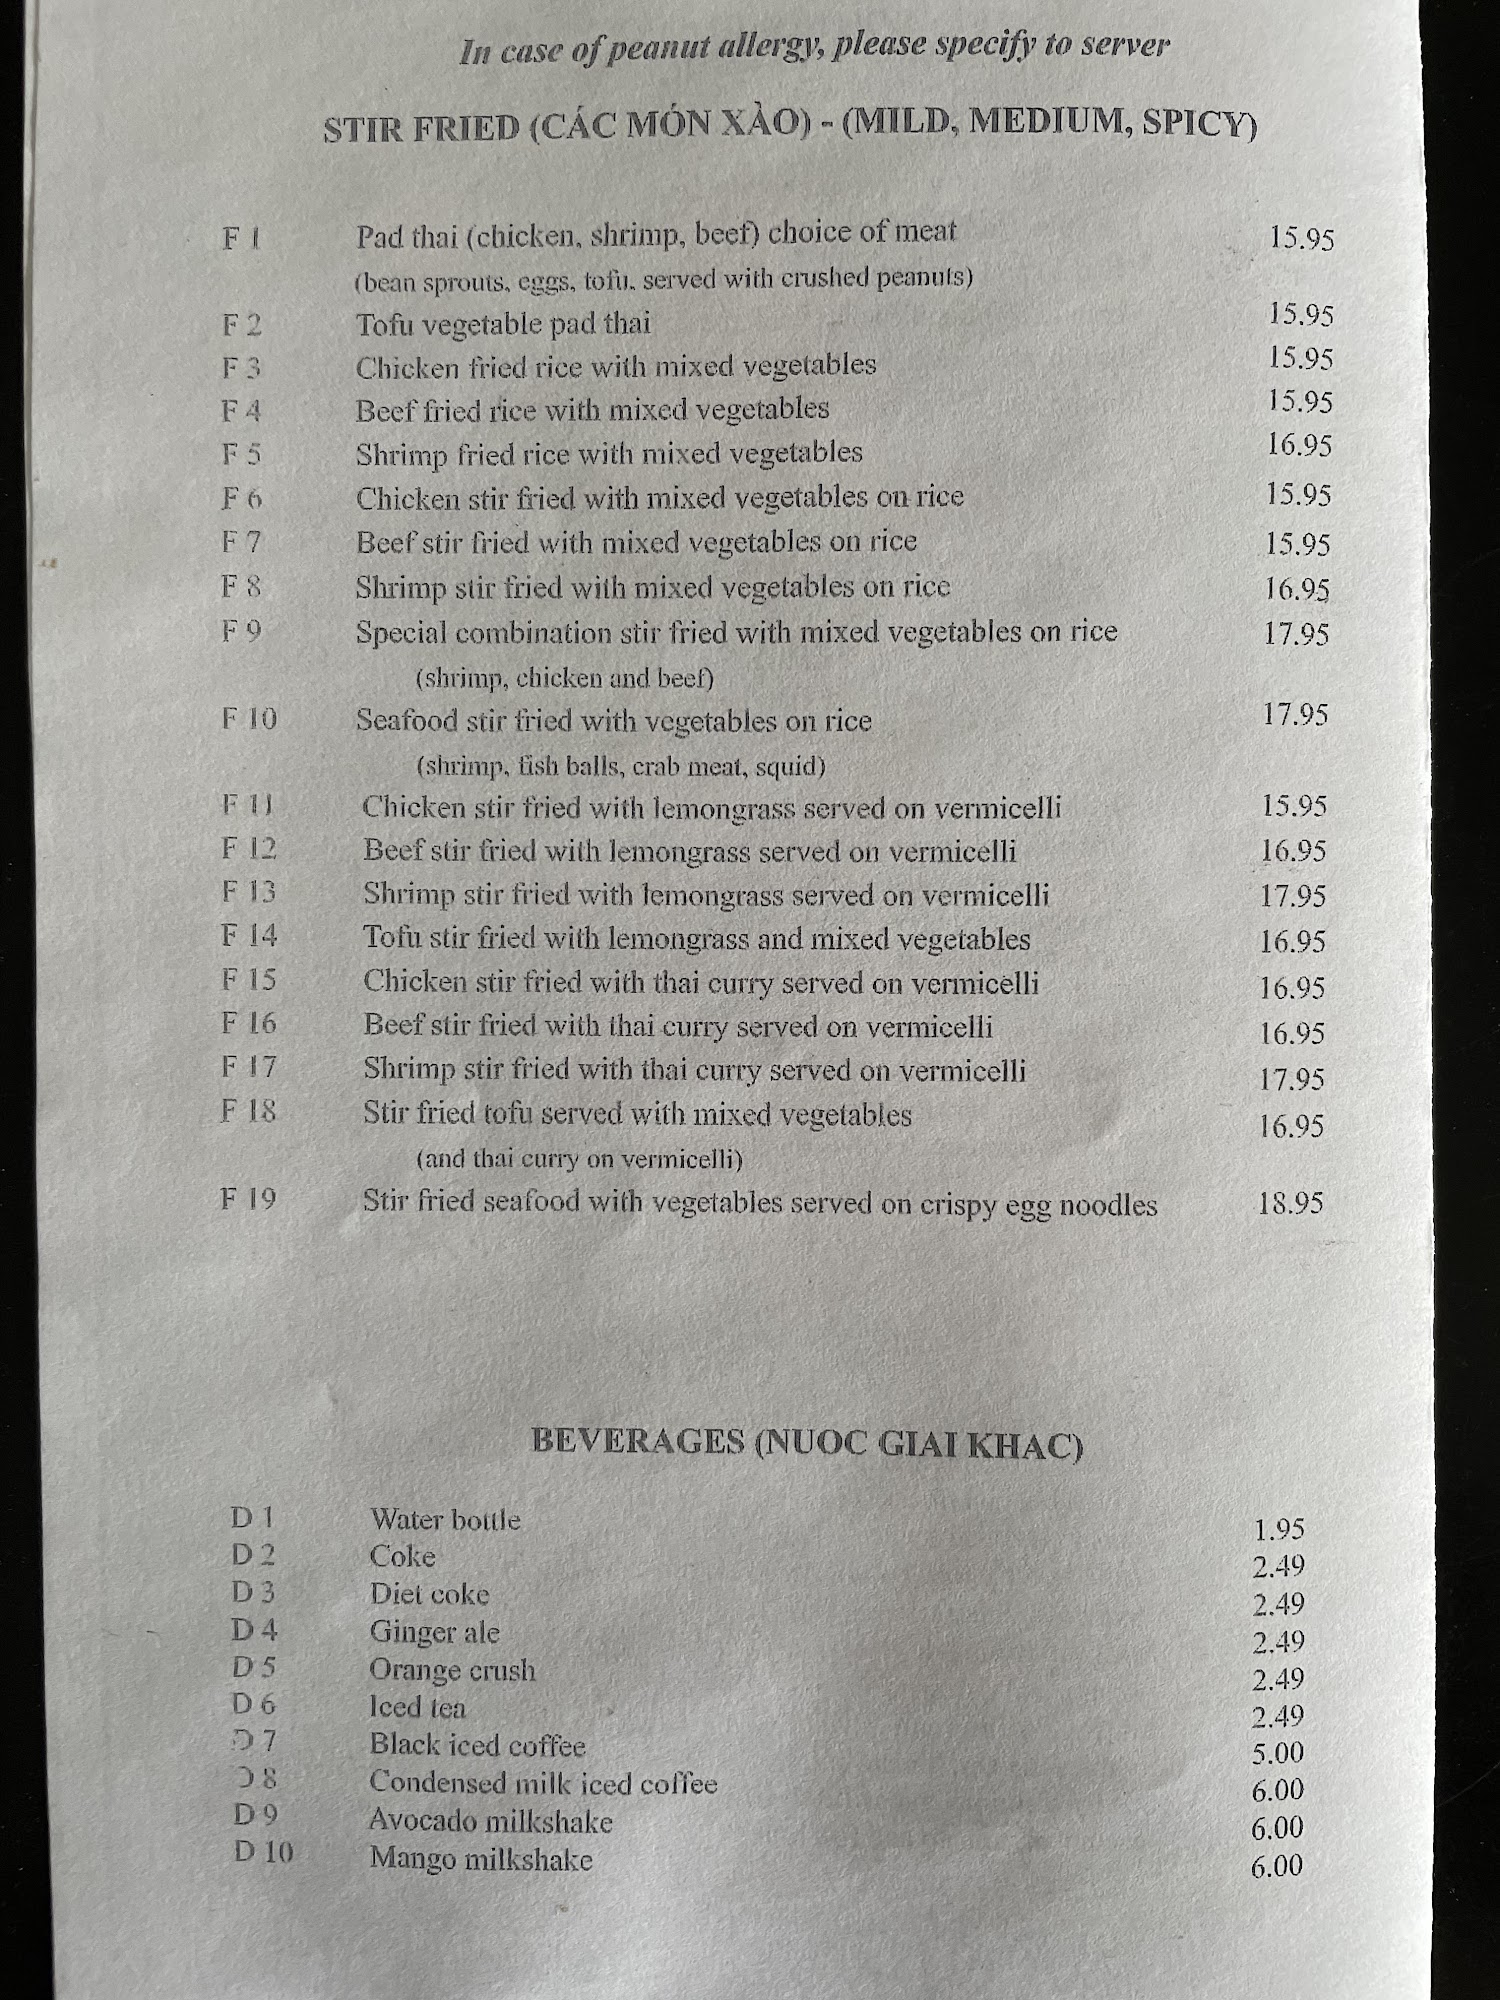 In case of peanut allergy, please specify to server
STIR FRIED (CÁC MÓN XÀO) - (MILD, MEDIUM, SPICY)
F 1 Pad thai (chicken, shrimp, beef) choice of meat 15.95
(bean sprouts, eggs, tofu, served with crushed peanuts)
F 2 Tofu vegetable pad thai 15.95
F 3 Chicken fried rice with mixed vegetables 15.95
F 4 Beef fried rice with mixed vegetables 15.95
F 5 Shrimp fried rice with mixed vegetables 16.95
F 6 Chicken stir fried with mixed vegetables on rice 15.95
F 7 Beef stir fried with mixed vegetables on rice 15.95
F 8 Shrimp stir fried with mixed vegetables on rice 16.95
F 9 Special combination stir fried with mixed vegetables on rice 17.95
(shrimp, chicken and beef)
F 10 Seafood stir fried with vegetables on rice 17.95
(shrimp, fish balls, crab meat, squid)
F 11 Chicken stir fried with lemongrass served on vermicelli 15.95
F 12 Beef stir fried with lemongrass served on vermicelli 16.95
F 13 Shrimp stir fried with lemongrass served on vermicelli 17.95
F 14 Tofu stir fried with lemongrass and mixed vegetables 16.95
F 15 Chicken stir fried with thai curry served on vermicelli 16.95
F 16 Beef stir fried with thai curry served on vermicelli 16.95
F 17 Shrimp stir fried with thai curry served on vermicelli 17.95
F 18 Stir fried tofu served with mixed vegetables 16.95
(and thai curry on vermicelli)
F 19 Stir fried seafood with vegetables served on crispy egg noodles 18.95
BEVERAGES (NUOC GIAI KHAC)
D 1 Water bottle 1.95
D 2 Coke 2.49
D 3 Diet coke 2.49
D 4 Ginger ale 2.49
D 5 Orange crush 2.49
D 6 Iced tea 2.49
D 7 Black iced coffee 5.00
D 8 Condensed milk iced coffee 6.00
D 9 Avocado milkshake 6.00
D 10 Mango milkshake 6.00